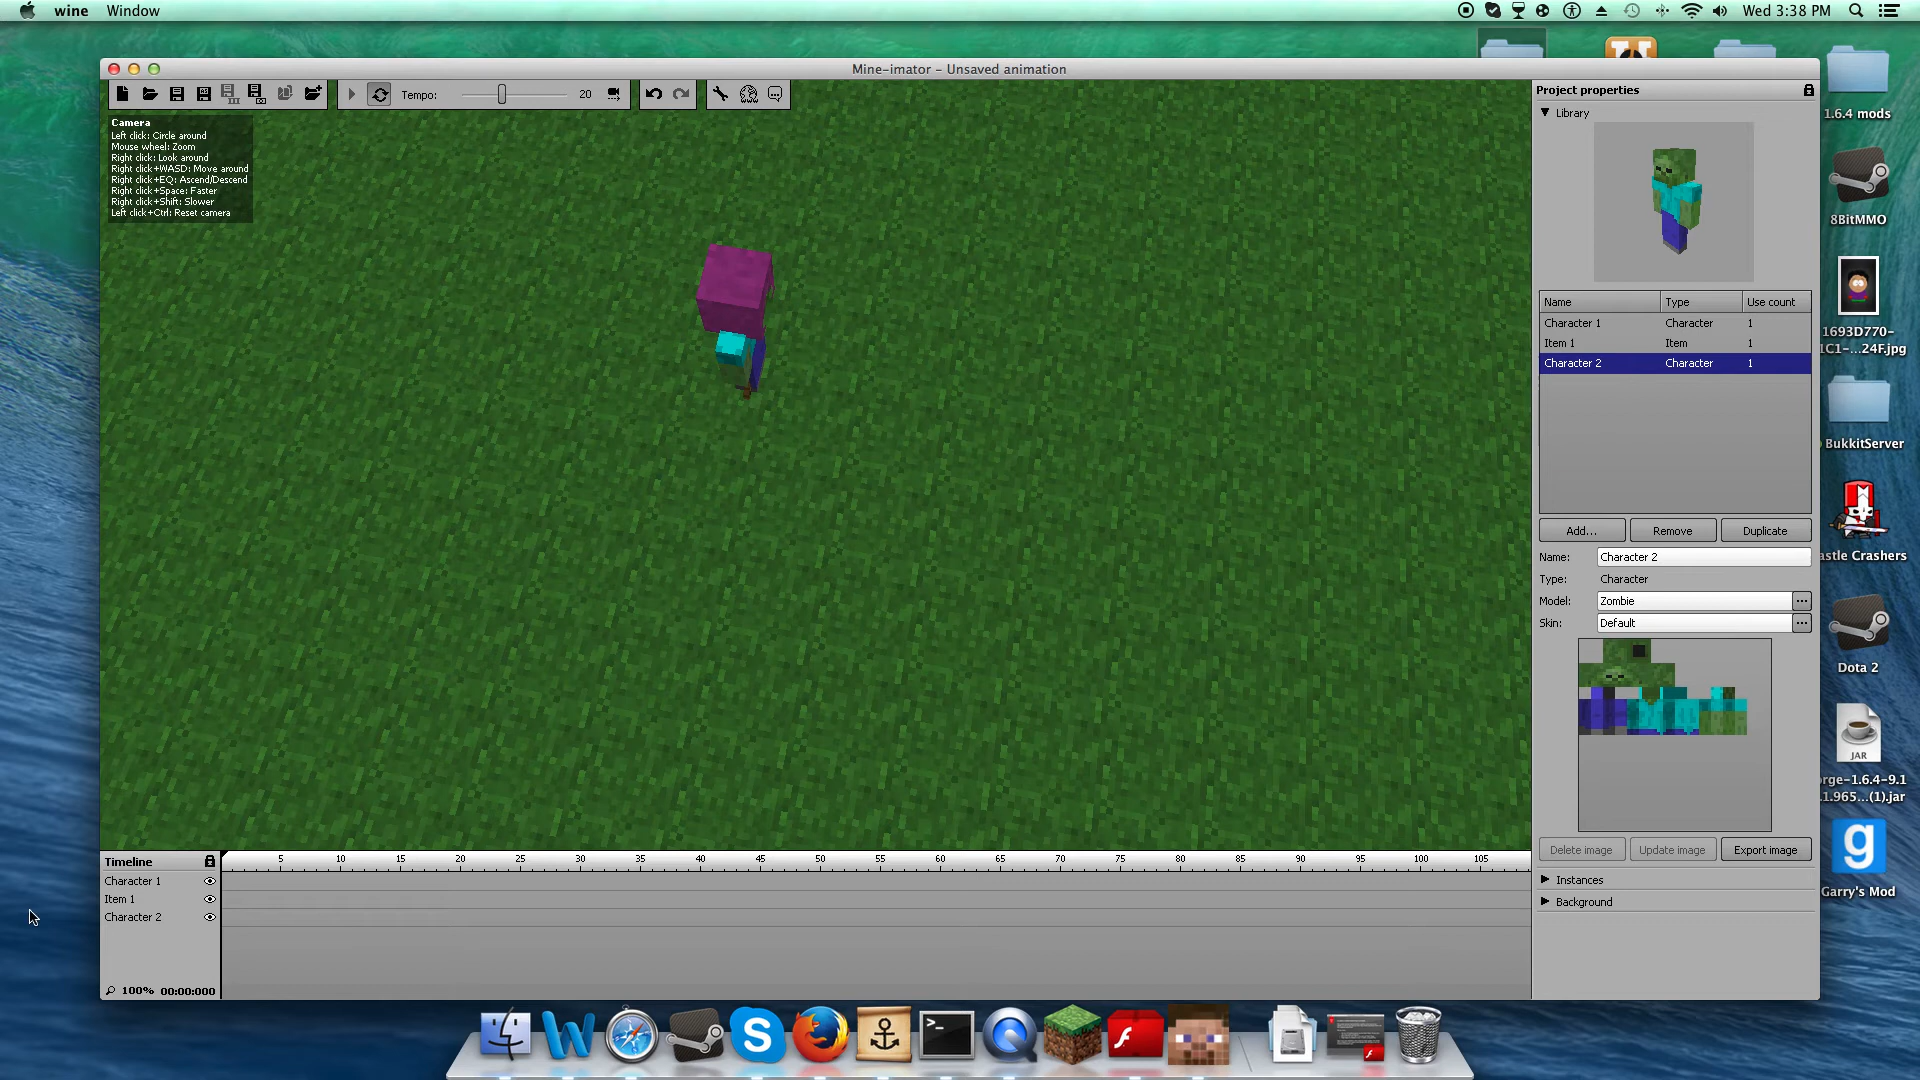 wine Window
Wed 3:38 PM
Mine-imator - Unsaved animation
Tempo: 20
Camera
Left click: Circle around
Mouse wheel: Zoom
Right click: Look around
Right click+WASD: Move around
Right click+EQ: Ascend/Descend
Right click+Space: Faster
Right click+Shift: Slower
Left click+Ctrl: Reset camera
Project properties
Library
Name Type Use count
Character 1 Character 1
Item 1 Item 1
Character 2 Character 1
Add... Remove Duplicate
Name: Character 2
Type: Character
Model: Zombie ...
Skin: Default ...
Delete image Update image Export image
Instances
Background
Timeline
5 10 15 20 25 30 35 40 45 50 55 60 65 70 75 80 85 90 95 100 105
Character 1
Item 1
Character 2
100% 00:00:000
1.6.4 mods
8BitMMO
1693D770-
1C1-...24F.jpg
BukkitServer
astle Crashers
Dota 2
JAR
orge-1.6.4-9.1
.1.965...(1).jar
g
Garry's Mod
W
S